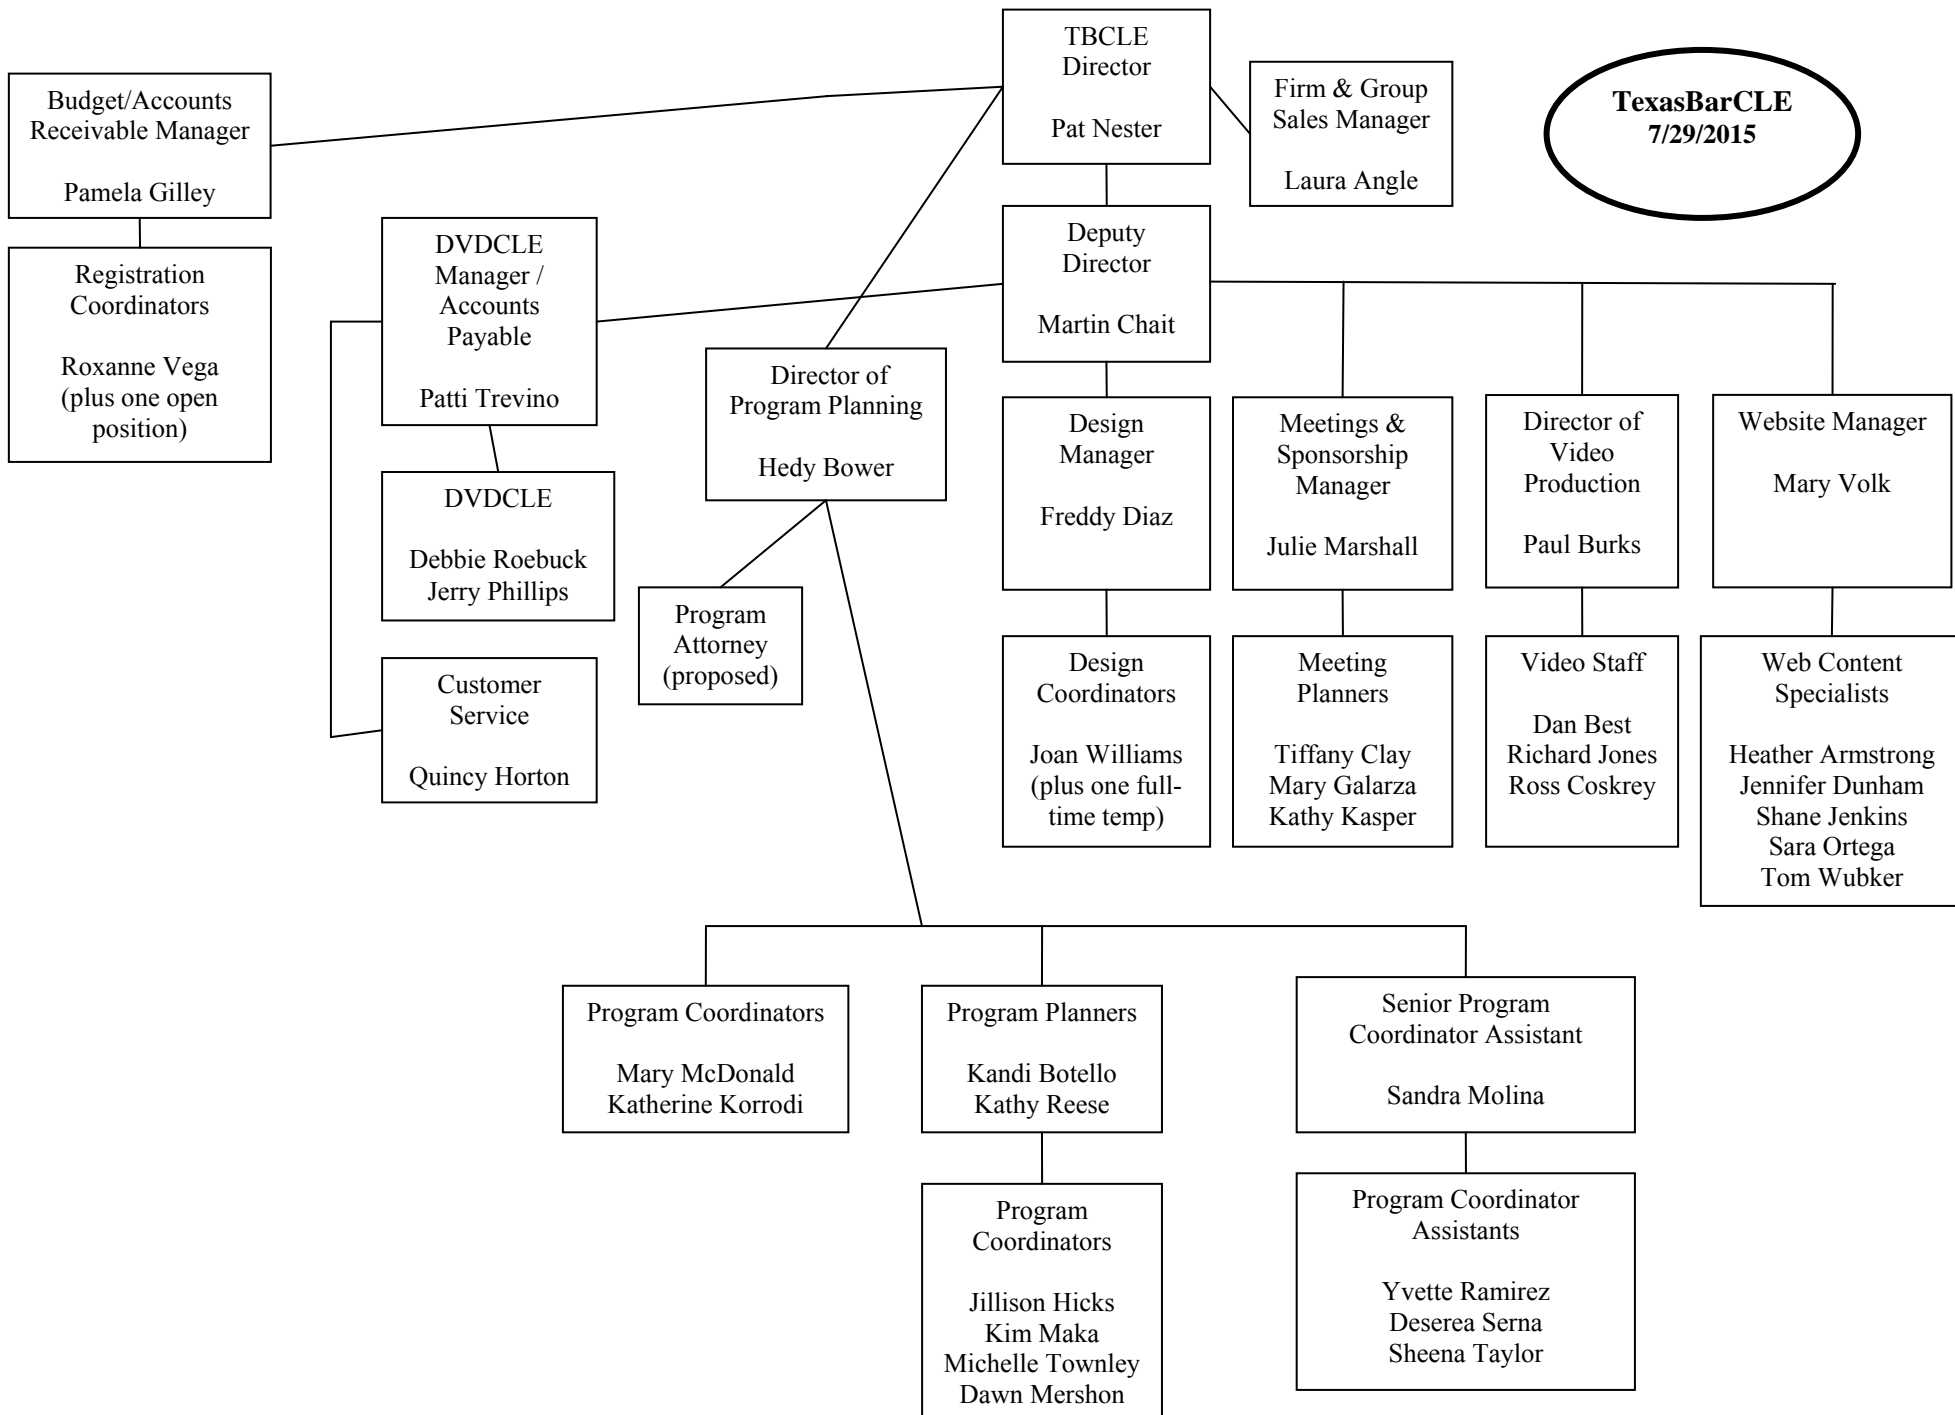 TBCLE
Director
Pat Nester
Firm & Group
Sales Manager
Laura Angle
TexasBarCLE
7/29/2015
Budget/Accounts
Receivable Manager
Pamela Gilley
Registration
Coordinators
Roxanne Vega
(plus one open
position)
DVDCLE
Manager /
Accounts
Payable
Patti Trevino
Deputy
Director
Martin Chait
Director of
Program Planning
Hedy Bower
Design
Manager
Freddy Diaz
Meetings &
Sponsorship
Manager
Julie Marshall
Director of
Video
Production
Paul Burks
Website Manager
Mary Volk
DVDCLE
Debbie Roebuck
Jerry Phillips
Customer
Service
Quincy Horton
Program
Attorney
(proposed)
Design
Coordinators
Joan Williams
(plus one full-
time temp)
Meeting
Planners
Tiffany Clay
Mary Galarza
Kathy Kasper
Video Staff
Dan Best
Richard Jones
Ross Coskrey
Web Content
Specialists
Heather Armstrong
Jennifer Dunham
Shane Jenkins
Sara Ortega
Tom Wubker
Program Coordinators
Mary McDonald
Katherine Korrodi
Program Planners
Kandi Botello
Kathy Reese
Senior Program
Coordinator Assistant
Sandra Molina
Program
Coordinators
Jillison Hicks
Kim Maka
Michelle Townley
Dawn Mershon
Program Coordinator
Assistants
Yvette Ramirez
Deserea Serna
Sheena Taylor